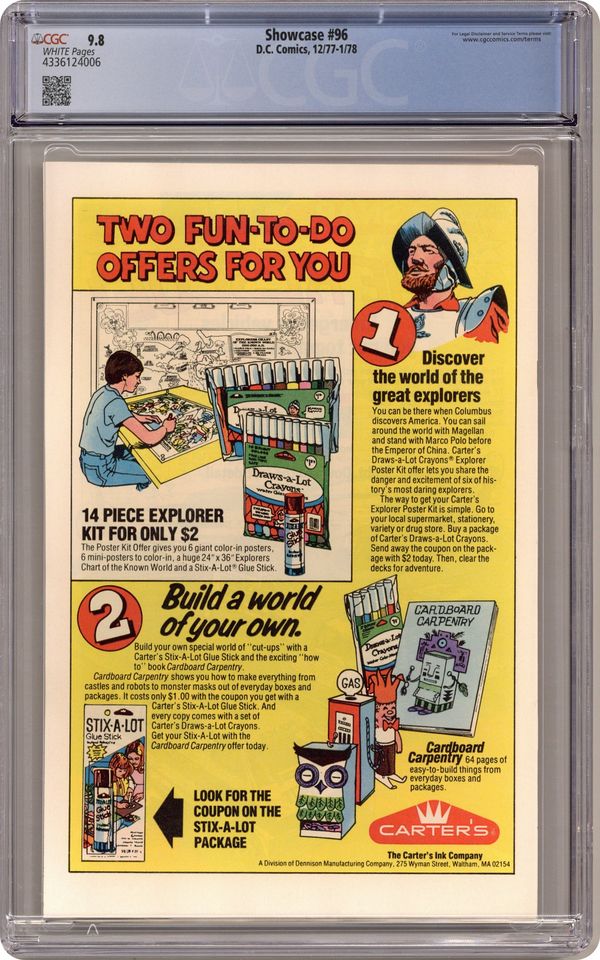 CGC 9.8
WHITE Pages
4336124006
Showcase #96
D.C. Comics, 12/77-1/78
For Legal Disclaimer and Service Terms please visit
www.cgccomics.com/terms
CGC
TWO FUN-TO-DO
OFFERS FOR YOU
EXPLORERS CHART
OF THE KNOWN WORLD
Draws-a-Lot
Crayons
14 PIECE EXPLORER
KIT FOR ONLY $2
The Poster Kit Offer gives you 6 giant color-in posters,
6 mini-posters to color-in, a huge 24" x 36" Explorers
Chart of the Known World and a Stix-A-Lot® Glue Stick.
1
Discover
the world of the
great explorers
You can be there when Columbus
discovers America. You can sail
around the world with Magellan
and stand with Marco Polo before
the Emperor of China. Carter's
Draws-a-Lot Crayons® Explorer
Poster Kit offer lets you share the
danger and excitement of six of his-
tory's most daring explorers.
The way to get your Carter's
Explorer Poster Kit is simple. Go to
your local supermarket, stationery,
variety or drug store. Buy a package
of Carter's Draws-a-Lot Crayons.
Send away the coupon on the pack-
age with $2 today. Then, clear the
decks for adventure.
2
Build a world
of your own.
Build your own special world of "cut-ups" with a
Carter's Stix-A-Lot Glue Stick and the exciting "how
to" book Cardboard Carpentry.
Cardboard Carpentry shows you how to make everything from
castles and robots to monster masks out of everyday boxes and
packages. It costs only $1.00 with the coupon you get with a
Carter's Stix-A-Lot Glue Stick. And
every copy comes with a set of
Carter's Draws-a-Lot Crayons.
Get your Stix-A-Lot with the
Cardboard Carpentry offer today.
STIX-A-LOT
Glue Stick
LOOK FOR THE
COUPON ON THE
STIX-A-LOT
PACKAGE
Draws-a-Lot
Crayons
CARDBOARD
CARPENTRY
GAS
Cardboard
Carpentry 64 pages of
easy-to-build things from
everyday boxes and
packages.
CARTER'S
The Carter's Ink Company
A Division of Dennison Manufacturing Company, 275 Wyman Street, Waltham, MA 02154